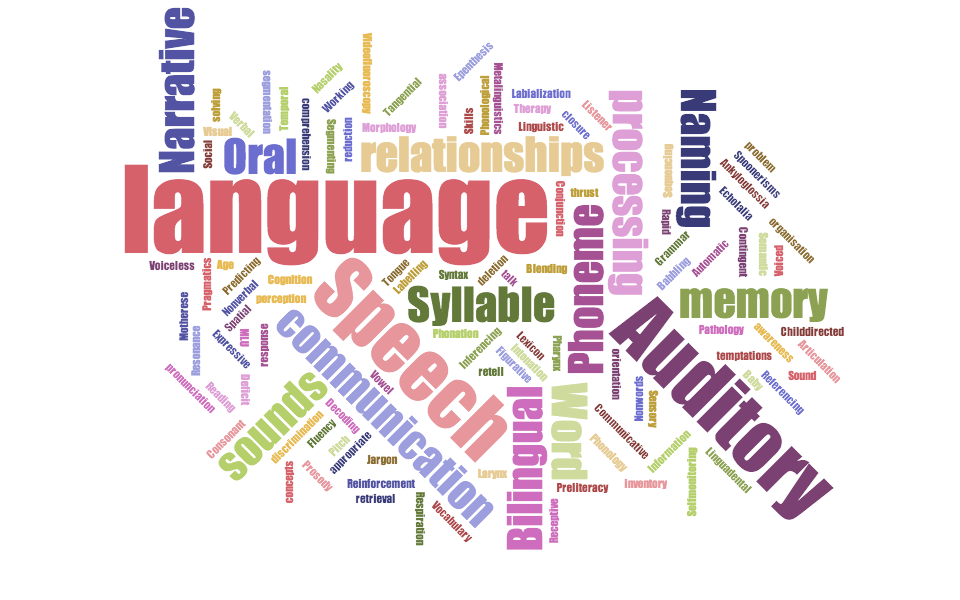 Narrative
solving
Verbal
segmentation
Temporal
Nasality
Working
Videofluoroscopy
Tangential
association
Epenthesis
Metalinguistics
Phonological
Skills
Labialization
Therapy
Linguistic
closure
Listener
processing
Naming
Visual
Social
Oral
comprehension
Segmenting
reduction
Morphology
relationships
Sequencing
problem
Spoonerisms
Ankyloglossia
Echolalia
organisation
language
Conjunction
thrust
Phoneme
Rapid
Grammar
Babbling
Automatic
Contingent
Semantic
Voiced
Voiceless
Pragmatics
Age
Predicting
Nonverbal
Spatial
Cognition
perception
Speech
Tongue
Labelling
Syntax
deletion
talk
Blending
Syllable
memory
Motherese
Resonance
Expressive
MLU
response
communication
Phonation
Inferencing
Lexicon
Intonation
Figurative
retell
Pharynx
Auditory
Pathology
awareness
Childdirected
Articulation
temptations
Baby
Referencing
Sound
pronunciation
Reading
Deficit
Consonant
sounds
discrimination
Fluency
Decoding
Vowel
Pitch
appropriate
Jargon
concepts
Prosody
Reinforcement
retrieval
Respiration
Vocabulary
Larynx
Bilingual
Word
Receptive
Preliteracy
orientation
Nonwords
Sensory
Communicative
Phonology
inventory
Information
Selfmonitoring
Linguadental